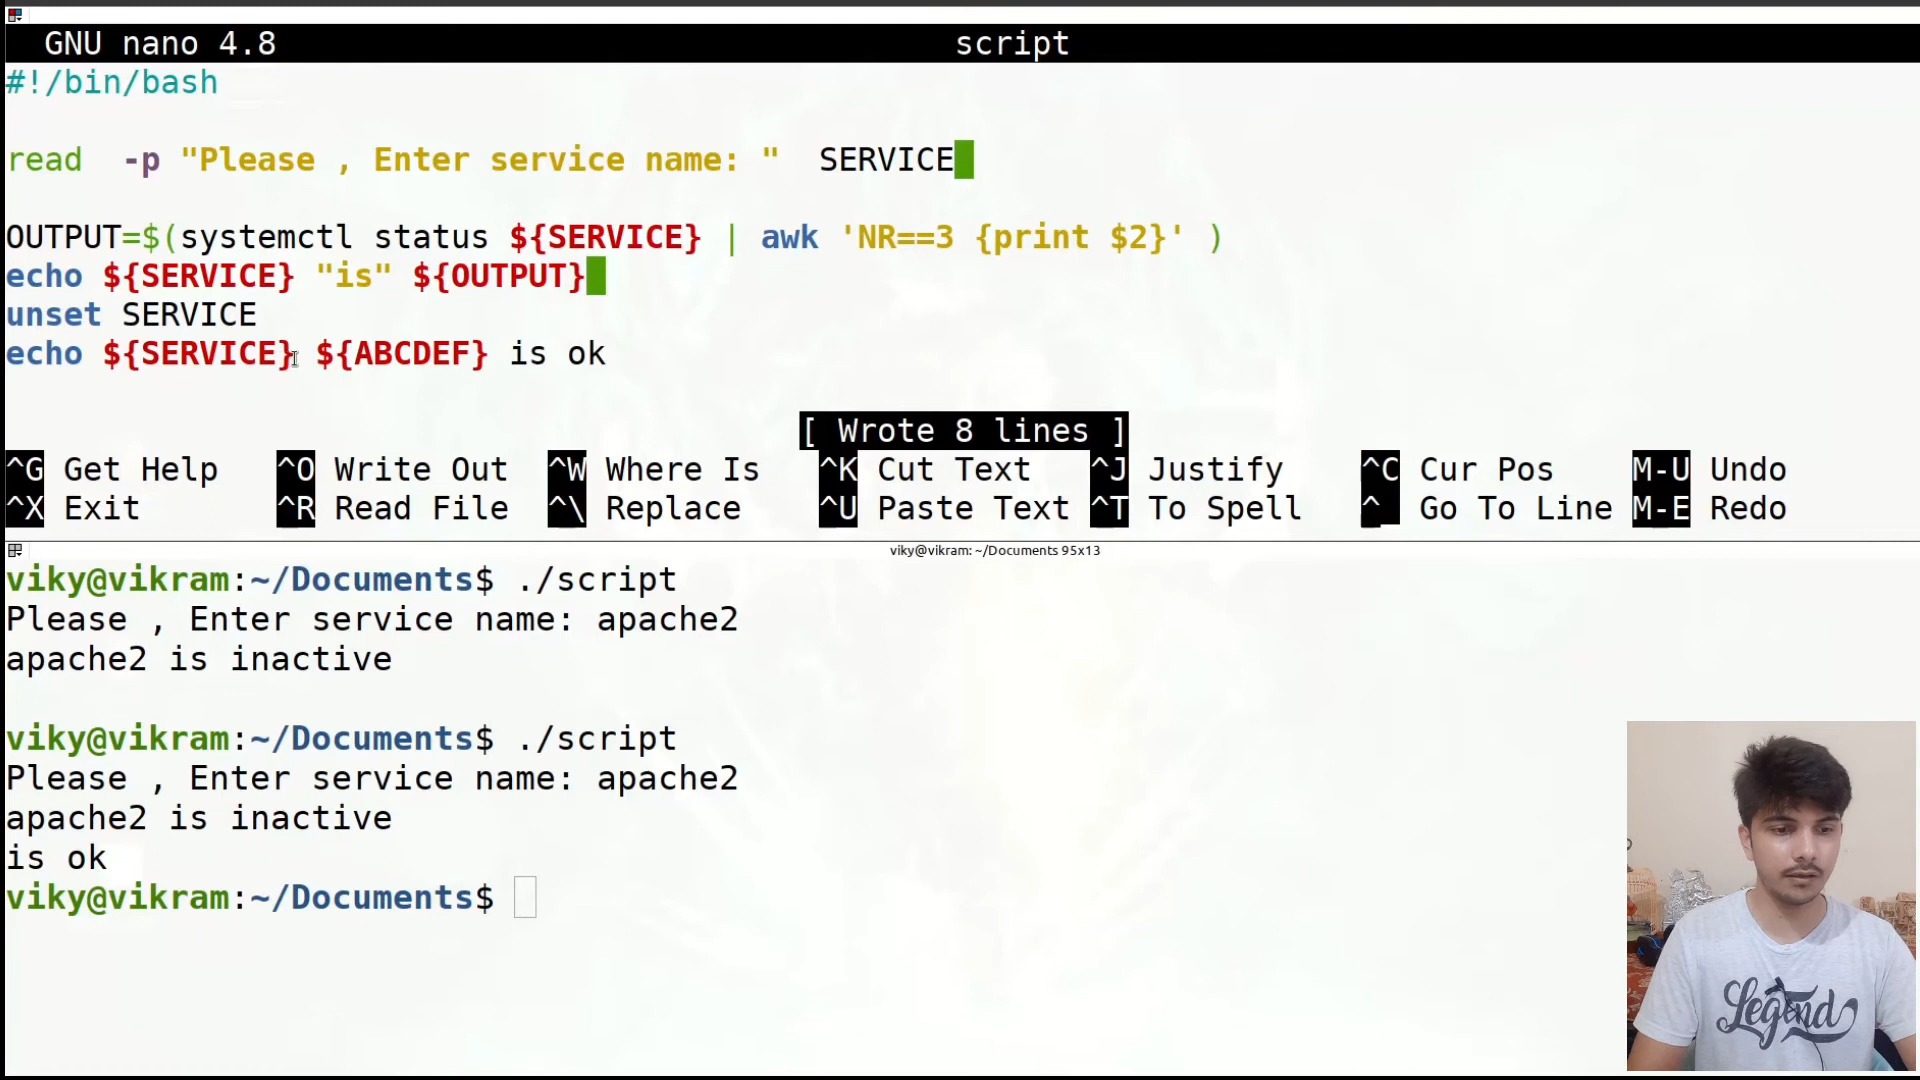 GNU nano 4.8 script
#!/bin/bash
read  -p "Please , Enter service name: "  SERVICE
OUTPUT=$(systemctl status ${SERVICE} | awk 'NR==3 {print $2}' )
echo ${SERVICE} "is" ${OUTPUT}
unset SERVICE
echo ${SERVICE} ${ABCDEF} is ok
[ Wrote 8 lines ]
^G Get Help ^O Write Out ^W Where Is ^K Cut Text ^J Justify ^C Cur Pos M-U Undo
^X Exit ^R Read File ^\ Replace ^U Paste Text ^T To Spell ^_ Go To Line M-E Redo
viky@vikram: ~/Documents 95x13
viky@vikram:~/Documents$ ./script
Please , Enter service name: apache2
apache2 is inactive
viky@vikram:~/Documents$ ./script
Please , Enter service name: apache2
apache2 is inactive
is ok
viky@vikram:~/Documents$
Legend